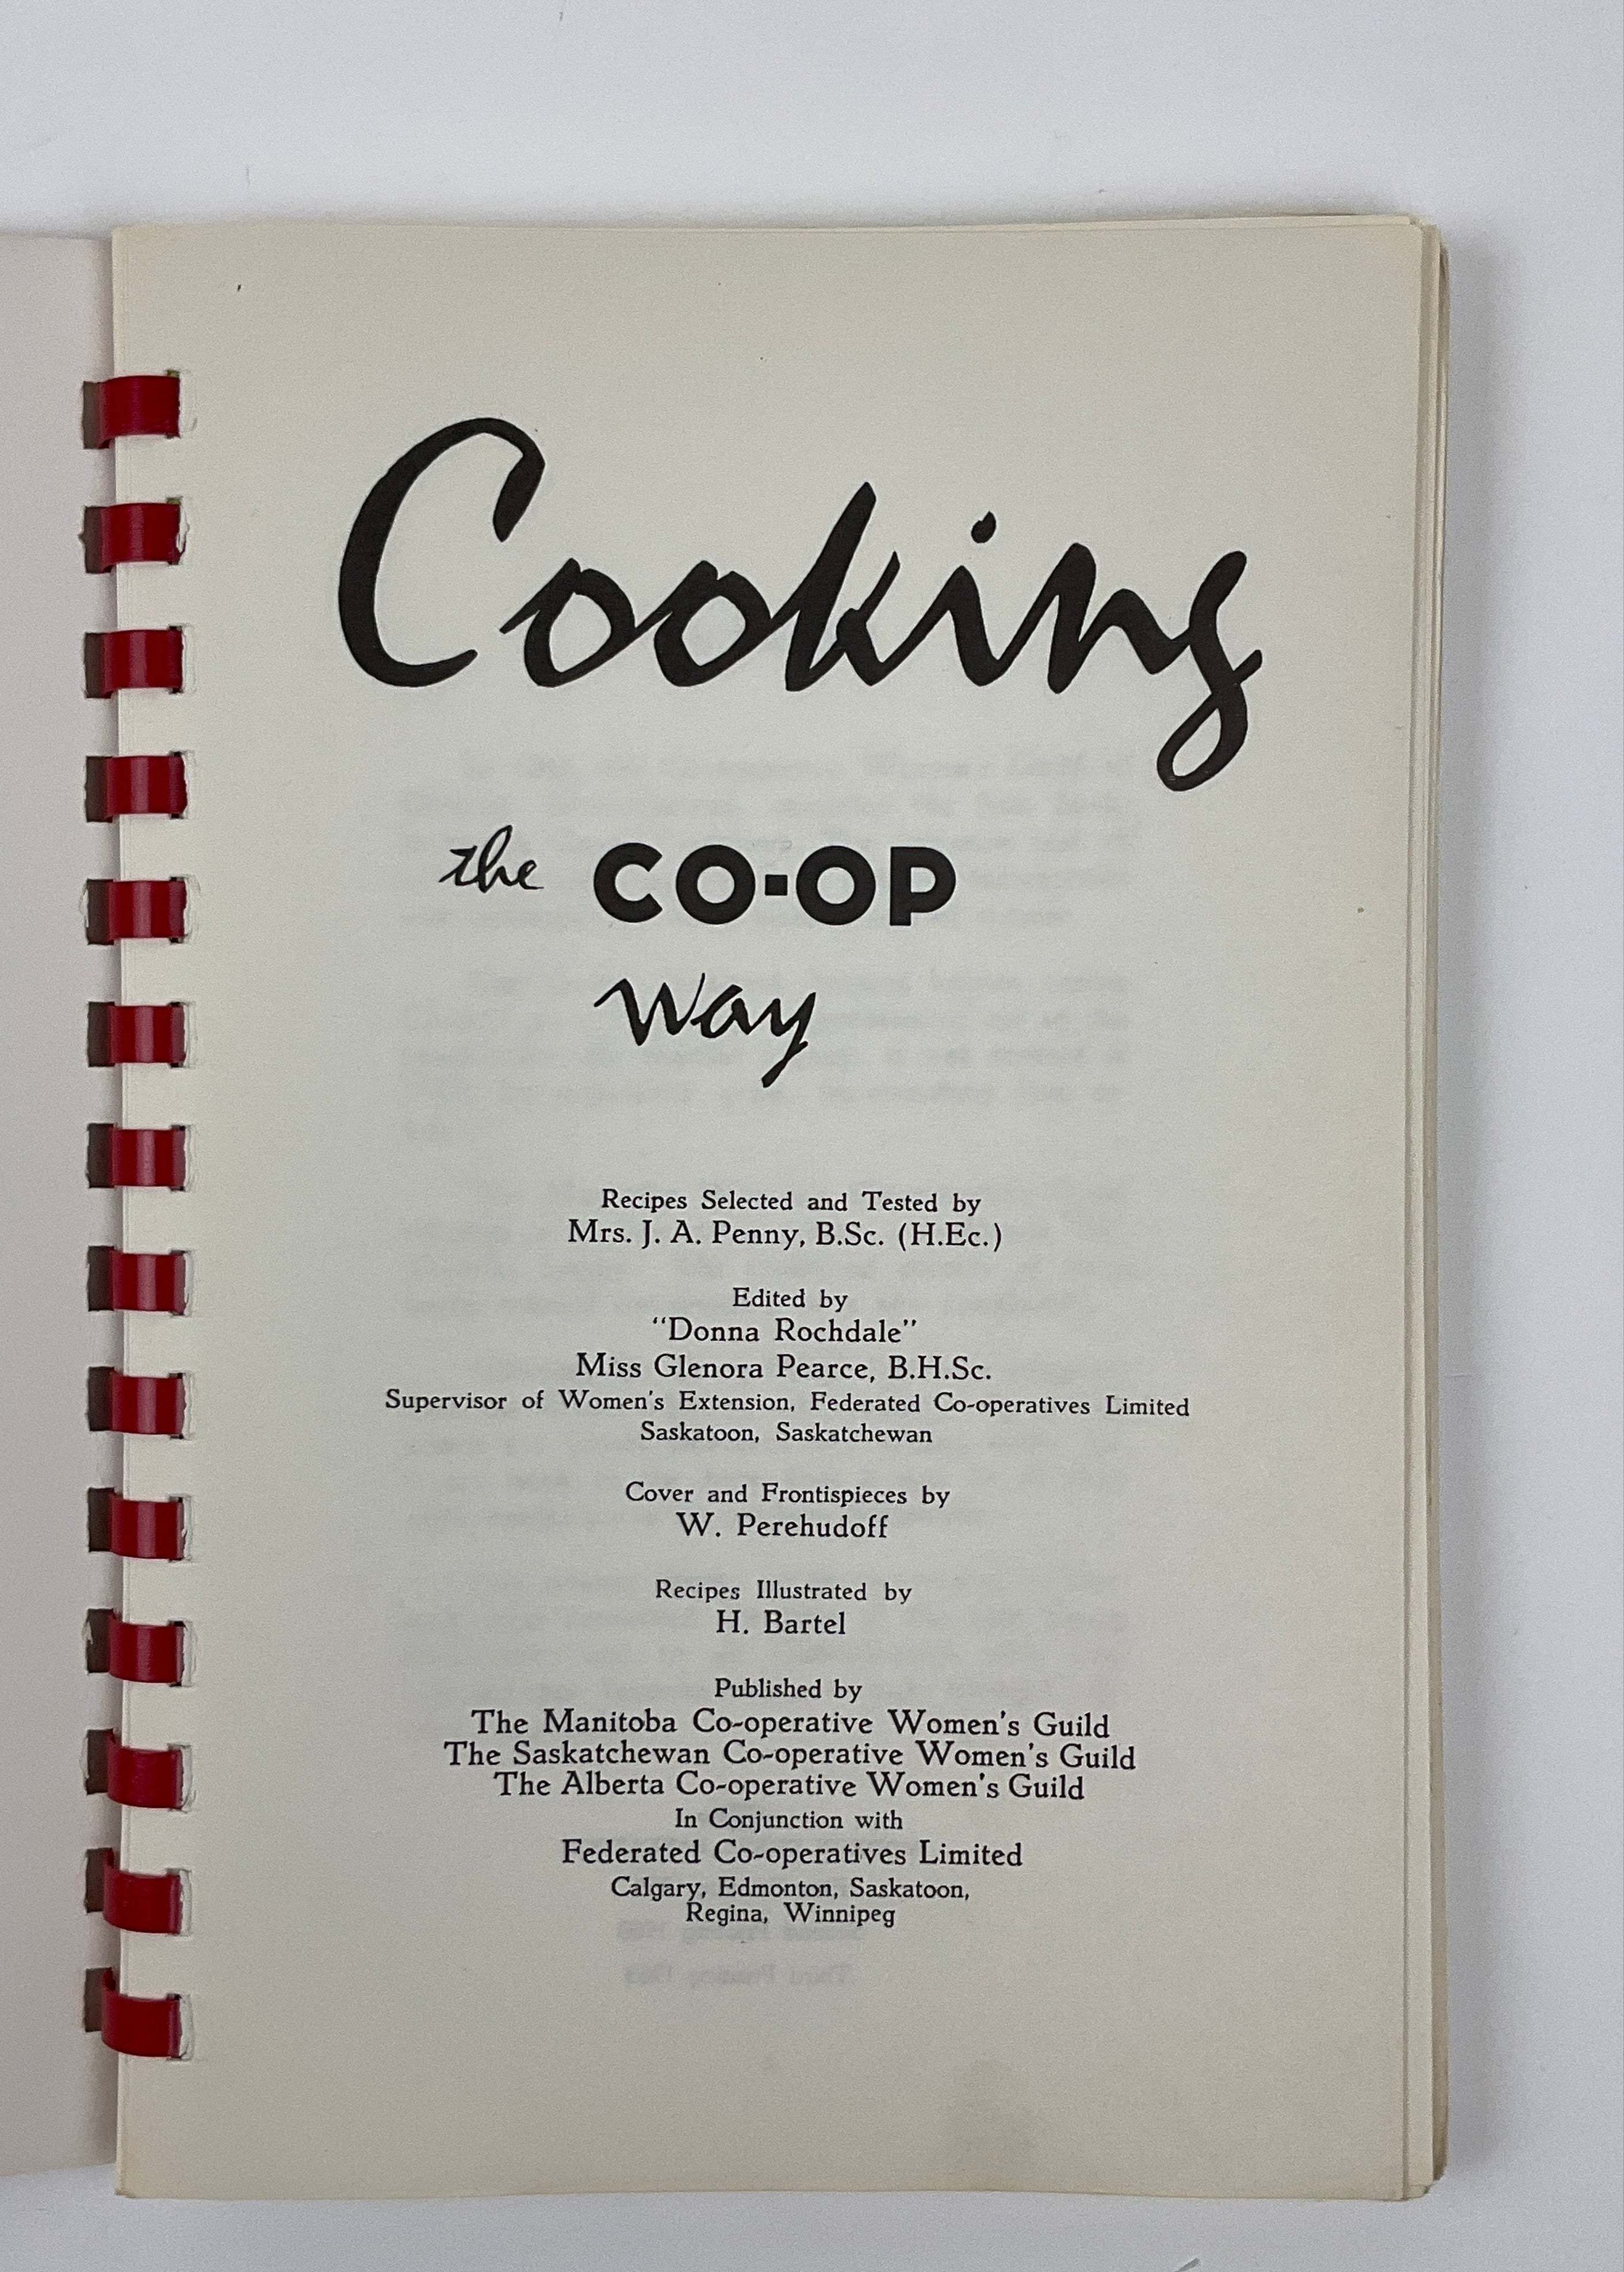 Cooking
the CO-OP
way
Recipes Selected and Tested by
Mrs. J. A. Penny, B.Sc. (H.Ec.)
Edited by
"Donna Rochdale"
Miss Glenora Pearce, B.H.Sc.
Supervisor of Women's Extension, Federated Co-operatives Limited
Saskatoon, Saskatchewan
Cover and Frontispieces by
W. Perehudoff
Recipes Illustrated by
H. Bartel
Published by
The Manitoba Co-operative Women's Guild
The Saskatchewan Co-operative Women's Guild
The Alberta Co-operative Women's Guild
In Conjunction with
Federated Co-operatives Limited
Calgary, Edmonton, Saskatoon,
Regina, Winnipeg